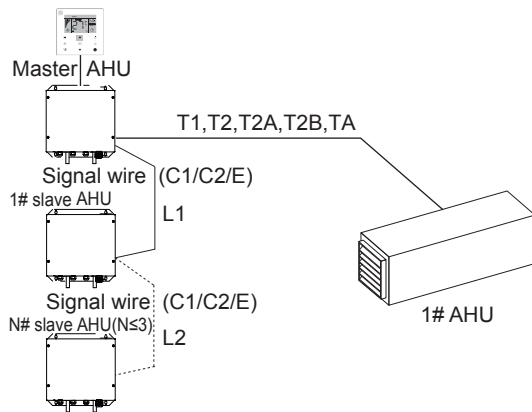 Master AHU
T1,T2,T2A,T2B,TA
Signal wire (C1/C2/E)
1# slave AHU
L1
Signal wire (C1/C2/E)
N# slave AHU(N≤3)
L2
1# AHU